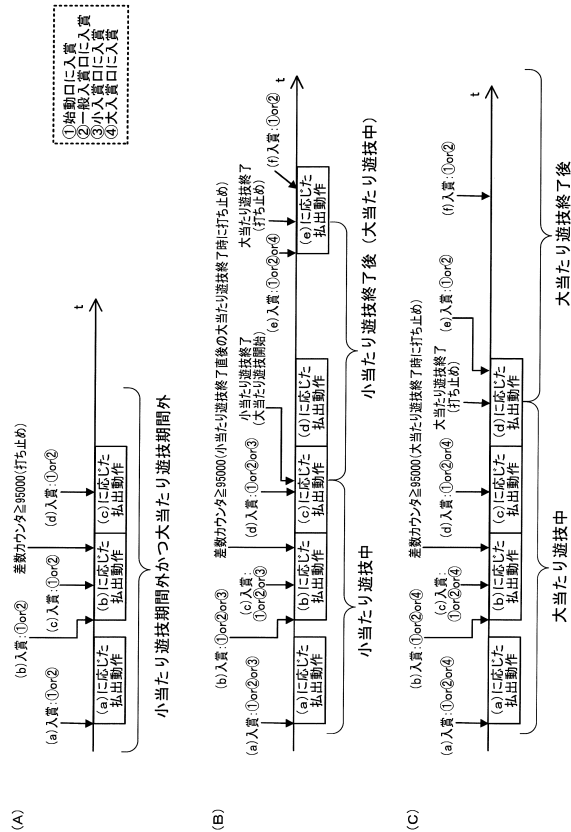 ①始動口に入賞
②一般入賞口に入賞
③小入賞口に入賞
④大入賞口に入賞
(A)
差数カウンタ≧95000(打ち止め)
(b)入賞:①or②
(a)入賞:①or②
(c)入賞:①or②
(d)入賞:①or②
(a)に応じた
払出動作
(b)に応じた
払出動作
(c)に応じた
払出動作
t
小当たり遊技期間外かつ大当たり遊技期間外
(B)
差数カウンタ≧95000(小当たり遊技終了直後の大当たり遊技終了時に打ち止め)
(b)入賞:①or②or③
(a)入賞:①or②or③
(c)入賞:
①or②or③
(d)入賞:①or②or③
小当たり遊技終了
(大当たり遊技開始)
(e)入賞:①or②or④
大当たり遊技終了
(打ち止め)
(f)入賞:①or②
(a)に応じた
払出動作
(b)に応じた
払出動作
(c)に応じた
払出動作
(d)に応じた
払出動作
(e)に応じた
払出動作
t
小当たり遊技中
小当たり遊技終了後(大当たり遊技中)
(C)
差数カウンタ≧95000(大当たり遊技終了時に打ち止め)
(b)入賞:①or②or④
(a)入賞:①or②or④
(c)入賞:
①or②or④
(d)入賞:①or②or④
大当たり遊技終了
(打ち止め)
(e)入賞:①or②
(f)入賞:①or②
(a)に応じた
払出動作
(b)に応じた
払出動作
(c)に応じた
払出動作
(d)に応じた
払出動作
t
大当たり遊技中
大当たり遊技終了後